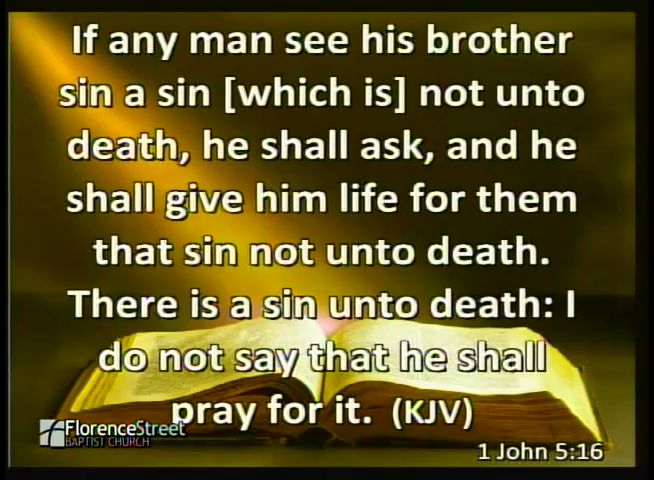 If any man see his brother
sin a sin [which is] not unto
death, he shall ask, and he
shall give him life for them
that sin not unto death.
There is a sin unto death: I
do not say that he shall
pray for it. (KJV)
FlorenceStreet
BAPTIST CHURCH
1 John 5:16